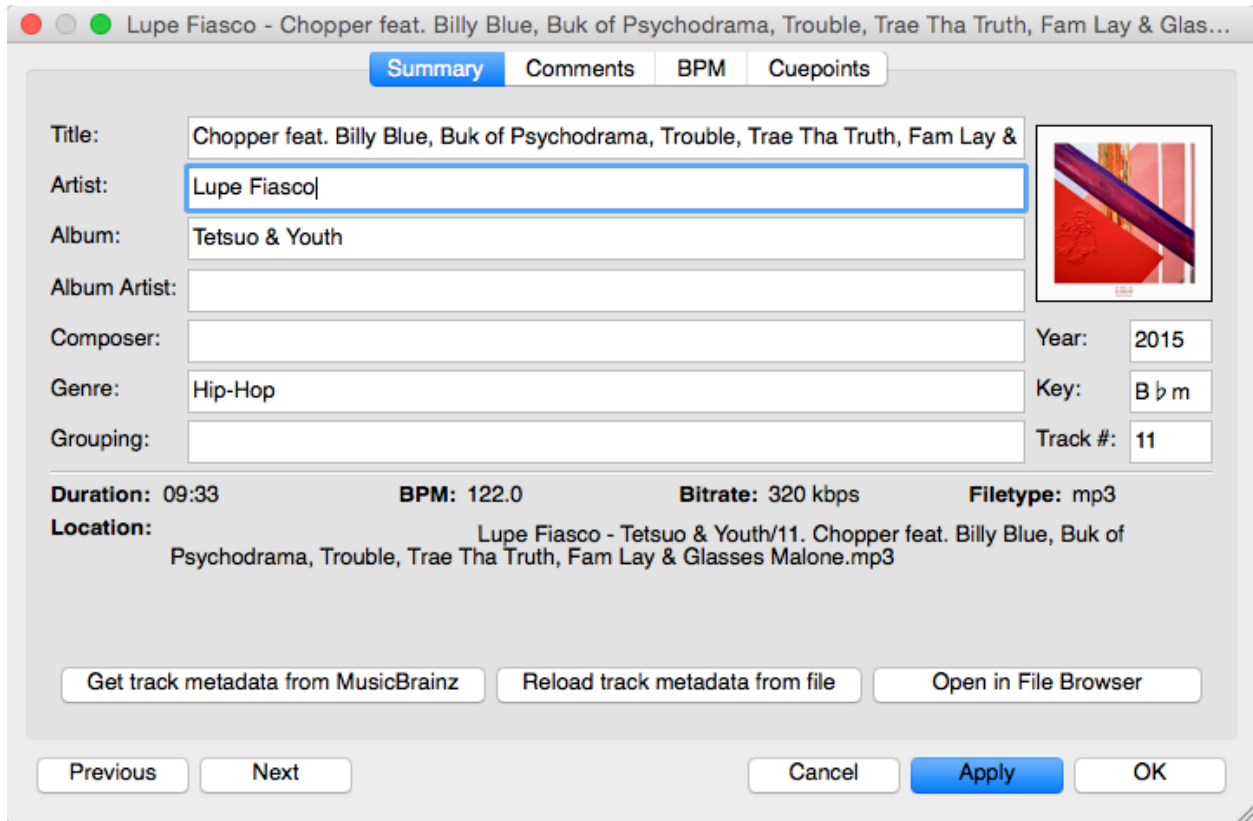 Lupe Fiasco - Chopper feat. Billy Blue, Buk of Psychodrama, Trouble, Trae Tha Truth, Fam Lay & Glas...
Summary Comments BPM Cuepoints
Title: Chopper feat. Billy Blue, Buk of Psychodrama, Trouble, Trae Tha Truth, Fam Lay &
Artist: Lupe Fiasco
Album: Tetsuo & Youth
Album Artist:
Composer: Year: 2015
Genre: Hip-Hop Key: B♭m
Grouping: Track #: 11
Duration: 09:33 BPM: 122.0 Bitrate: 320 kbps Filetype: mp3
Location: Lupe Fiasco - Tetsuo & Youth/11. Chopper feat. Billy Blue, Buk of
Psychodrama, Trouble, Trae Tha Truth, Fam Lay & Glasses Malone.mp3
Get track metadata from MusicBrainz Reload track metadata from file Open in File Browser
Previous Next Cancel Apply OK